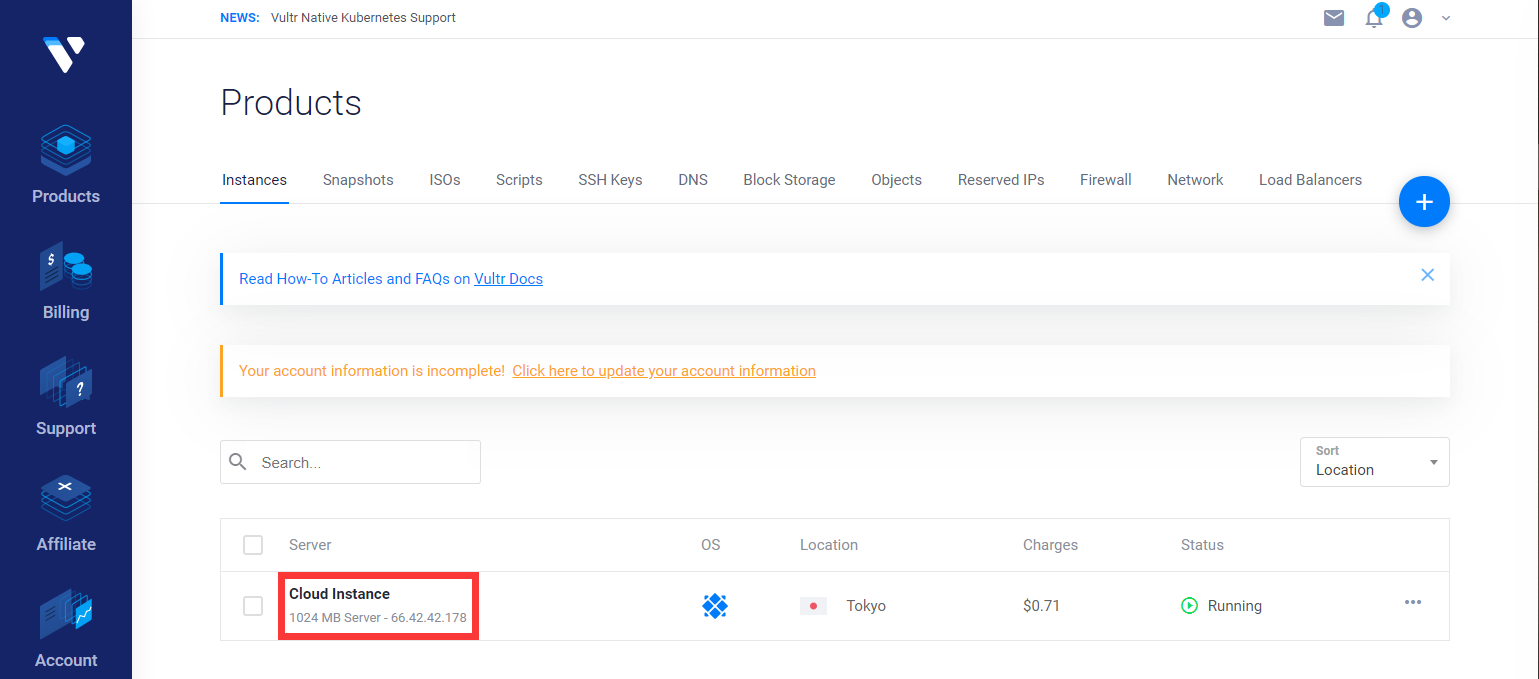 NEWS: Vultr Native Kubernetes Support
1
Products
Products
Billing
Support
Affiliate
Account
Instances Snapshots ISOs Scripts SSH Keys DNS Block Storage Objects Reserved IPs Firewall Network Load Balancers
+
Read How-To Articles and FAQs on Vultr Docs
Your account information is incomplete! Click here to update your account information
Search...
Sort
Location
Server OS Location Charges Status
Cloud Instance
1024 MB Server - 66.42.42.178
Tokyo $0.71 Running